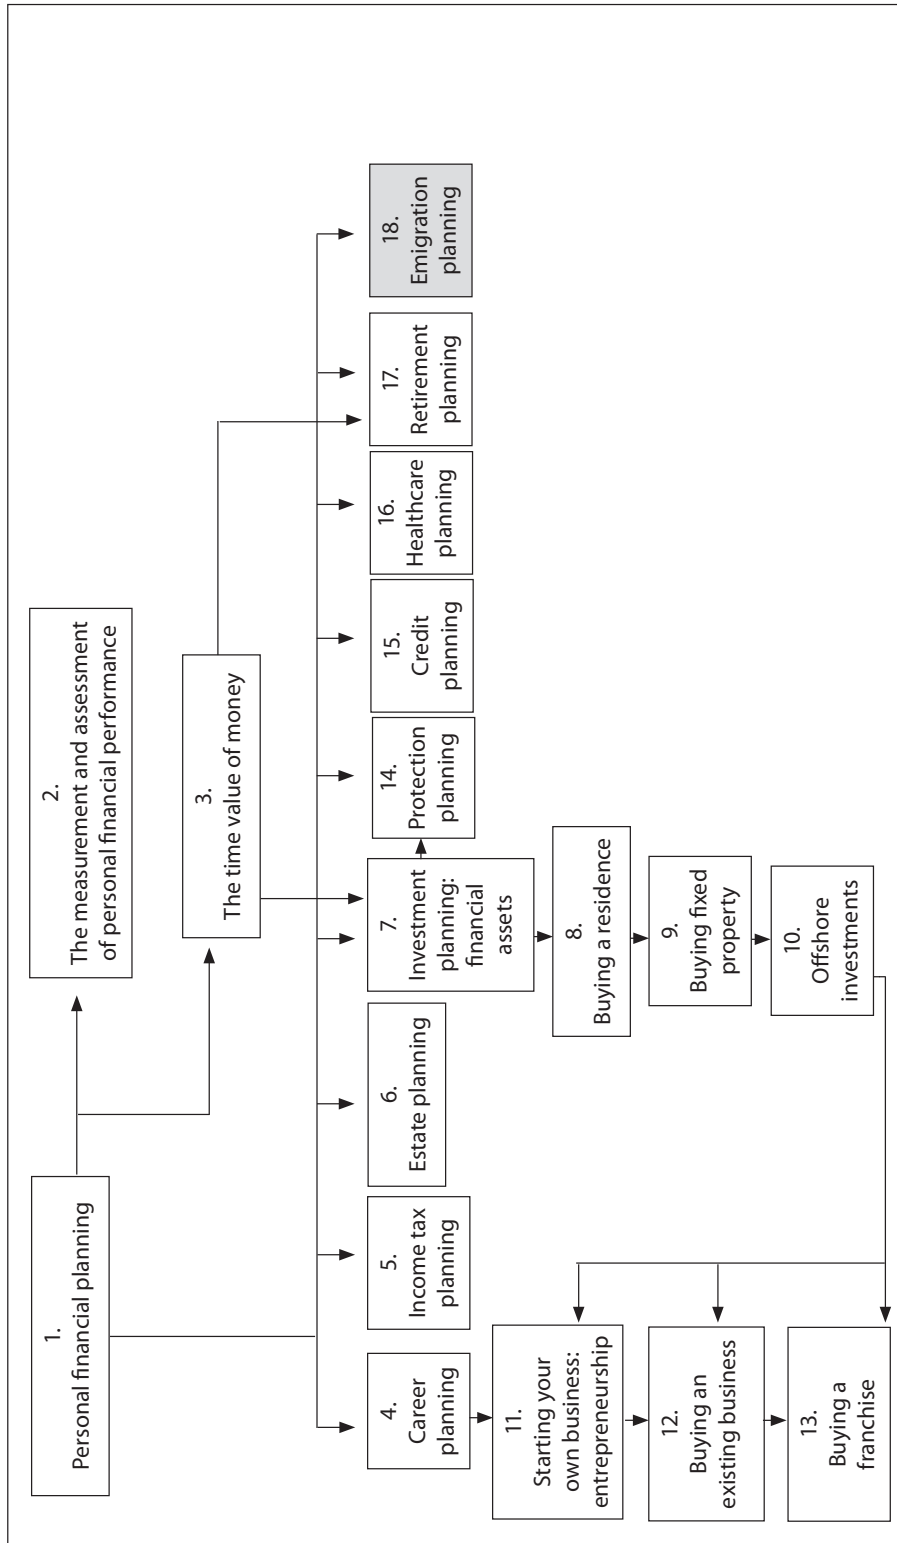 1.
Personal financial planning
2.
The measurement and assessment
of personal financial performance
3.
The time value of money
4.
Career
planning
5.
Income tax
planning
6.
Estate planning
7.
Investment
planning:
financial
assets
8.
Buying a residence
9.
Buying fixed
property
10.
Offshore
investments
11.
Starting your
own business:
entrepreneurship
12.
Buying an
existing business
13.
Buying a
franchise
14.
Protection
planning
15.
Credit
planning
16.
Healthcare
planning
17.
Retirement
planning
18.
Emigration
planning